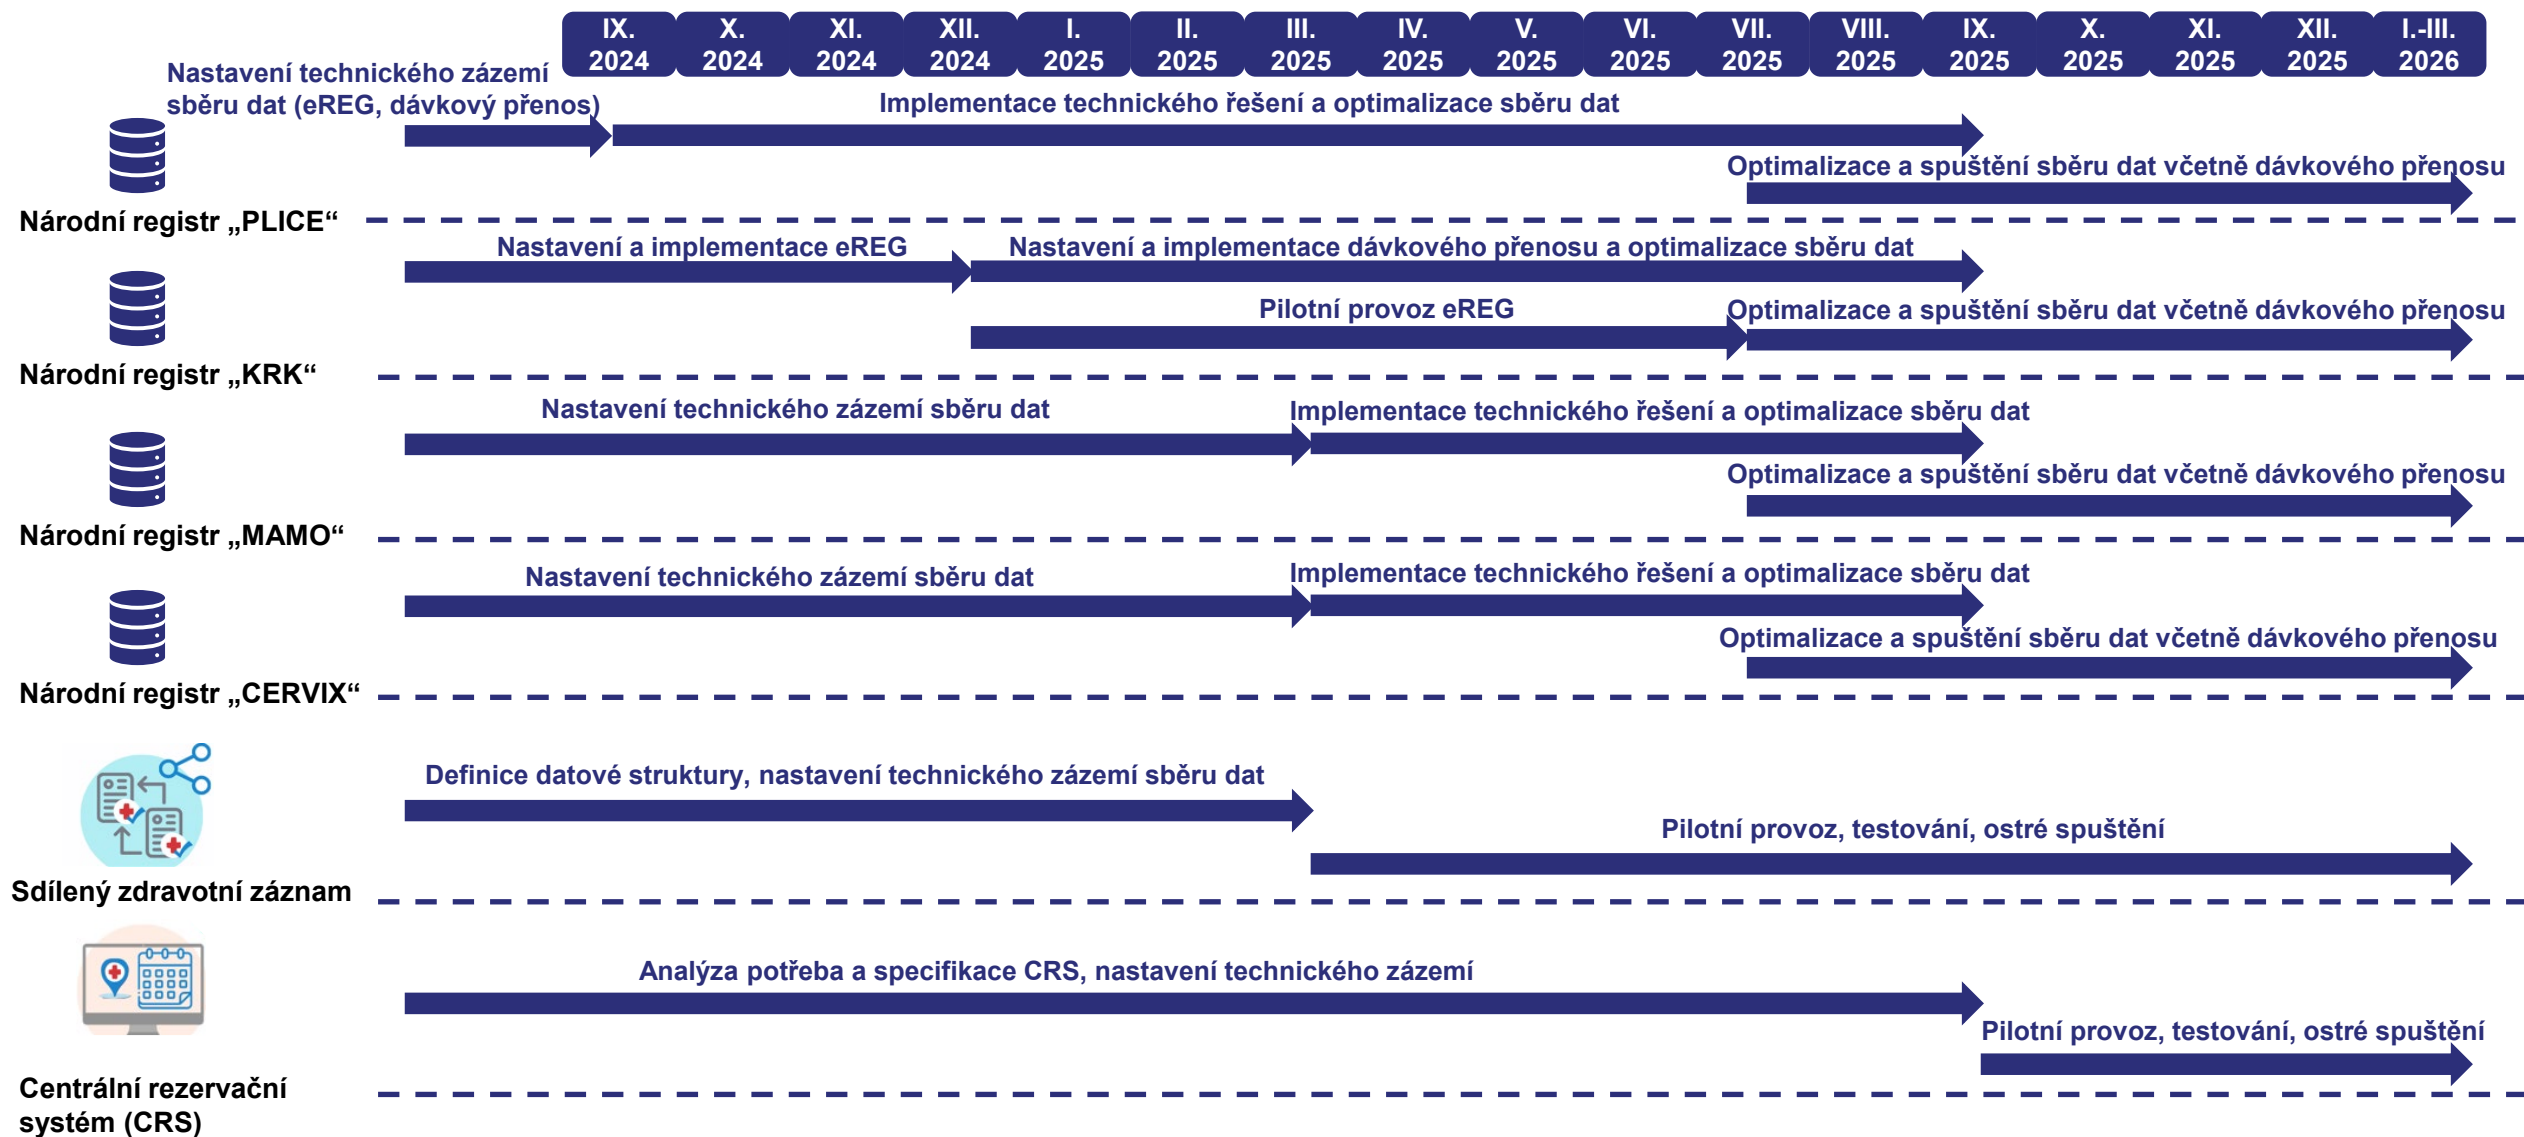 IX.
2024
X.
2024
XI.
2024
XII.
2024
I.
2025
II.
2025
III.
2025
IV.
2025
V.
2025
VI.
2025
VII.
2025
VIII.
2025
IX.
2025
X.
2025
XI.
2025
XII.
2025
I.-III.
2026
Nastavení technického zázemí
sběru dat (eREG, dávkový přenos)
Implementace technického řešení a optimalizace sběru dat
Optimalizace a spuštění sběru dat včetně dávkového přenosu
Národní registr „PLICE“
Nastavení a implementace eREG
Nastavení a implementace dávkového přenosu a optimalizace sběru dat
Pilotní provoz eREG
Optimalizace a spuštění sběru dat včetně dávkového přenosu
Národní registr „KRK“
Nastavení technického zázemí sběru dat
Implementace technického řešení a optimalizace sběru dat
Optimalizace a spuštění sběru dat včetně dávkového přenosu
Národní registr „MAMO“
Nastavení technického zázemí sběru dat
Implementace technického řešení a optimalizace sběru dat
Optimalizace a spuštění sběru dat včetně dávkového přenosu
Národní registr „CERVIX“
Definice datové struktury, nastavení technického zázemí sběru dat
Pilotní provoz, testování, ostré spuštění
Sdílený zdravotní záznam
Analýza potřeba a specifikace CRS, nastavení technického zázemí
Pilotní provoz, testování, ostré spuštění
Centrální rezervační
systém (CRS)